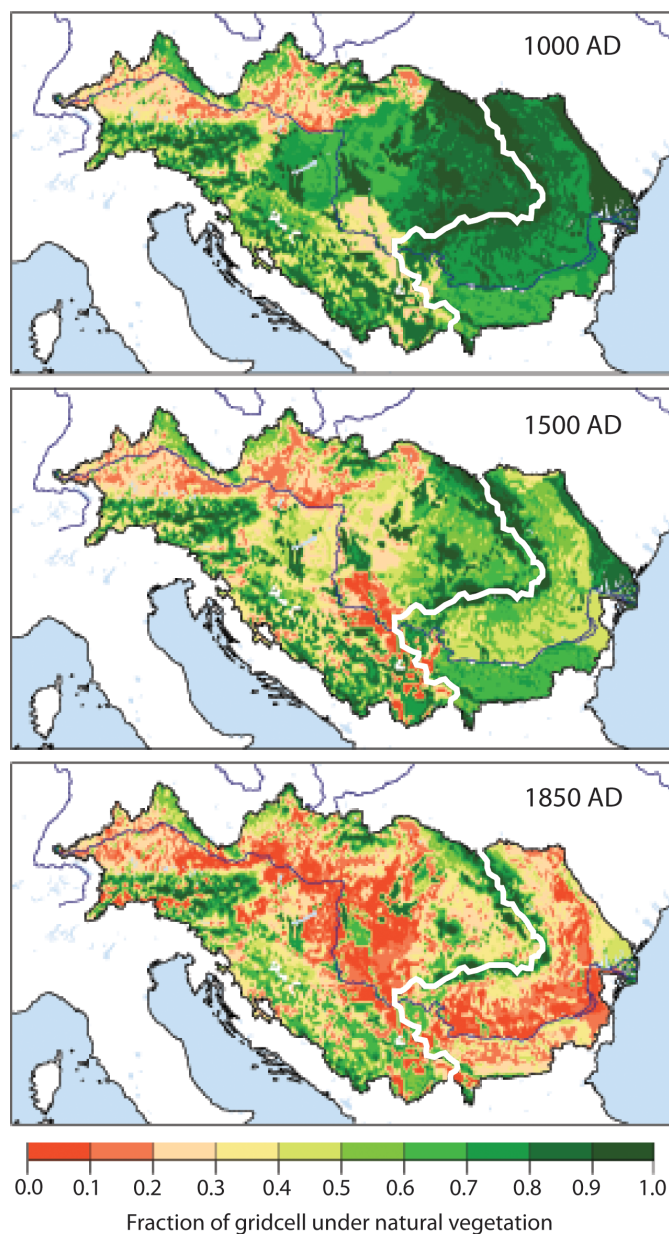 1000 AD
1500 AD
1850 AD
0.0 0.1 0.2 0.3 0.4 0.5 0.6 0.7 0.8 0.9 1.0
Fraction of gridcell under natural vegetation